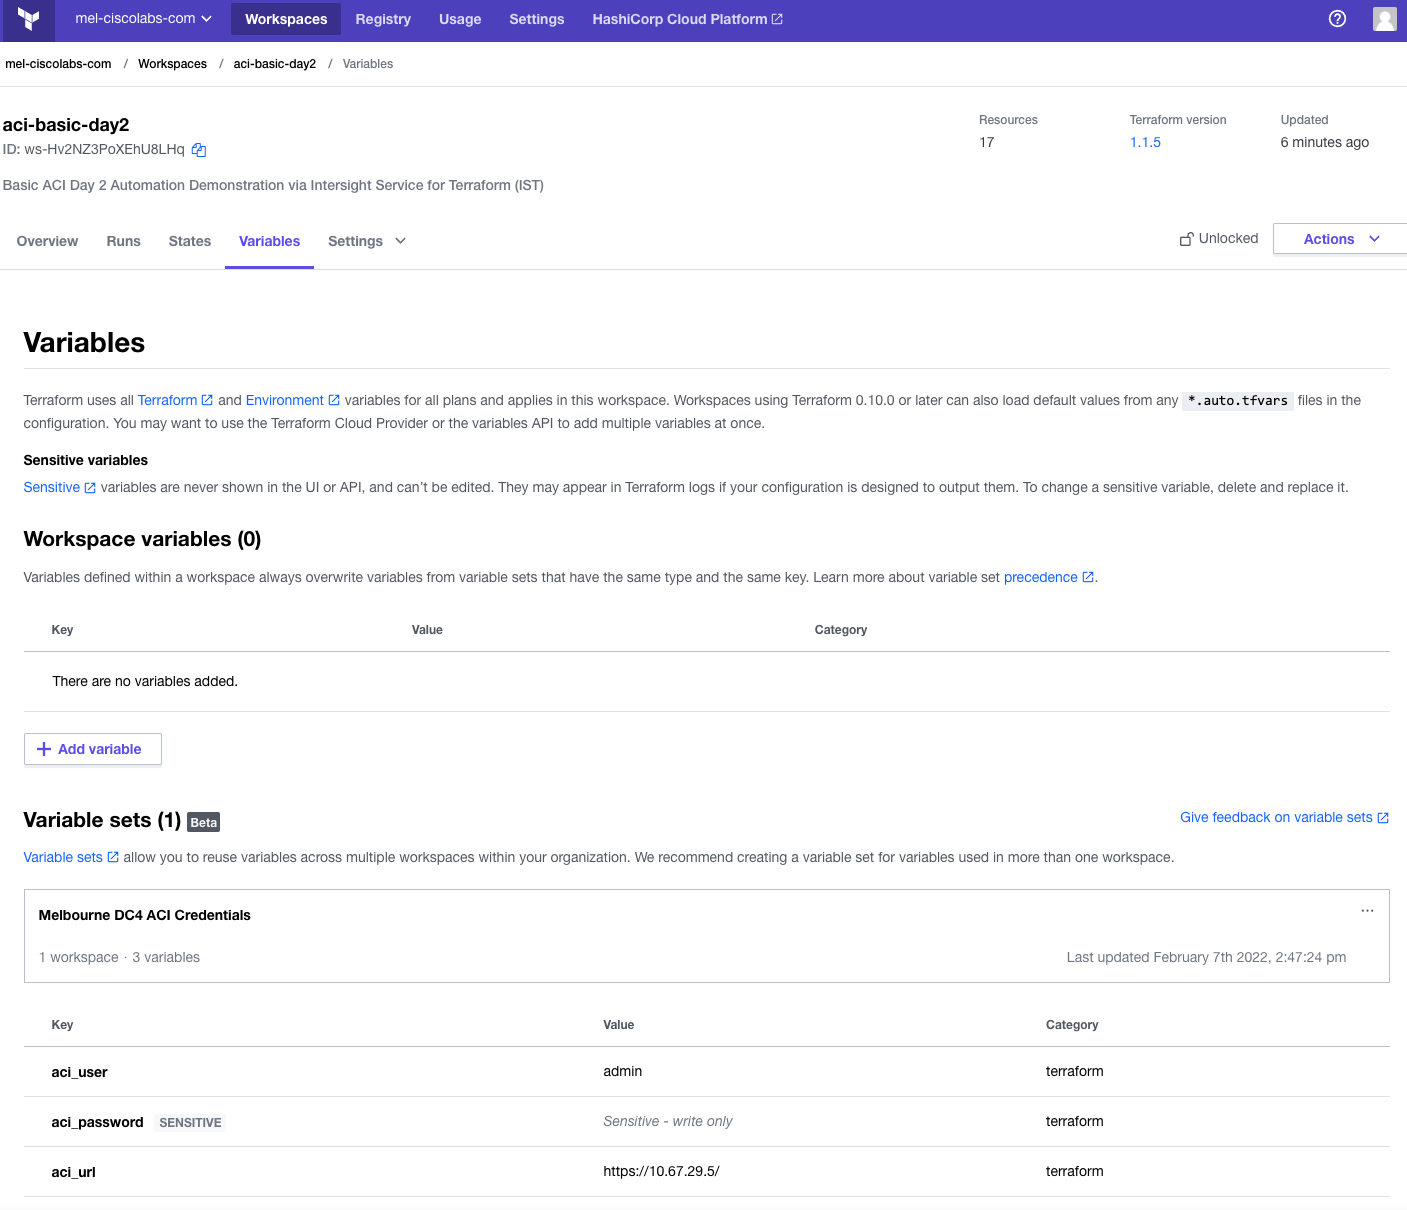 mel-ciscolabs-com Workspaces Registry Usage Settings HashiCorp Cloud Platform
mel-ciscolabs-com / Workspaces / aci-basic-day2 / Variables
aci-basic-day2
ID: ws-Hv2NZ3PoXEhU8LHq
Resources Terraform version Updated
17 1.1.5 6 minutes ago
Basic ACI Day 2 Automation Demonstration via Intersight Service for Terraform (IST)
Overview Runs States Variables Settings Unlocked Actions
Variables
Terraform uses all Terraform and Environment variables for all plans and applies in this workspace. Workspaces using Terraform 0.10.0 or later can also load default values from any *.auto.tfvars files in the
configuration. You may want to use the Terraform Cloud Provider or the variables API to add multiple variables at once.
Sensitive variables
Sensitive variables are never shown in the UI or API, and can’t be edited. They may appear in Terraform logs if your configuration is designed to output them. To change a sensitive variable, delete and replace it.
Workspace variables (0)
Variables defined within a workspace always overwrite variables from variable sets that have the same type and the same key. Learn more about variable set precedence.
Key Value Category
There are no variables added.
+ Add variable
Variable sets (1) Beta Give feedback on variable sets
Variable sets allow you to reuse variables across multiple workspaces within your organization. We recommend creating a variable set for variables used in more than one workspace.
Melbourne DC4 ACI Credentials ...
1 workspace · 3 variables Last updated February 7th 2022, 2:47:24 pm
Key Value Category
aci_user admin terraform
aci_password SENSITIVE Sensitive - write only terraform
aci_url https://10.67.29.5/ terraform